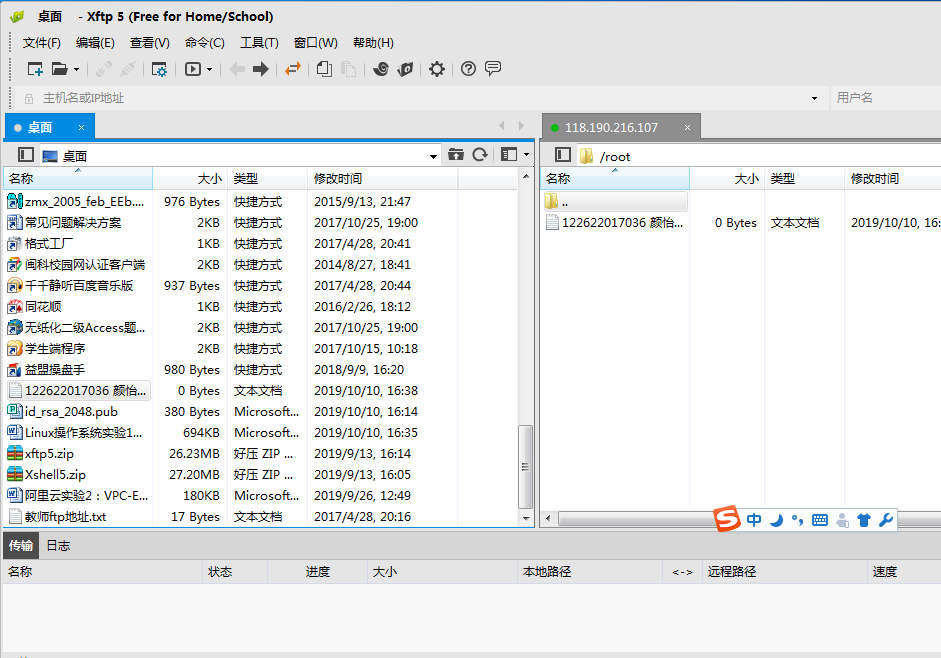 桌面 - Xftp 5 (Free for Home/School)
文件(F) 编辑(E) 查看(V) 命令(C) 工具(T) 窗口(W) 帮助(H)
主机名或IP地址 用户名
桌面 × 118.190.216.107 ×
桌面 /root
名称 大小 类型 修改时间 名称 大小 类型 修改时间
zmx_2005_feb_EEb.... 976 Bytes 快捷方式 2015/9/13, 21:47 ..
常见问题解决方案 2KB 快捷方式 2017/10/25, 19:00 122622017036 颜怡... 0 Bytes 文本文档 2019/10/10, 16:
格式工厂 1KB 快捷方式 2017/4/28, 20:41
闽科校园网认证客户端 2KB 快捷方式 2014/8/27, 18:41
千千静听百度音乐版 937 Bytes 快捷方式 2017/4/28, 20:44
同花顺 1KB 快捷方式 2016/2/26, 18:12
无纸化二级Access题... 2KB 快捷方式 2017/10/25, 19:00
学生端程序 2KB 快捷方式 2017/10/15, 10:18
益盟操盘手 980 Bytes 快捷方式 2018/9/9, 16:20
122622017036 颜怡... 0 Bytes 文本文档 2019/10/10, 16:38
id_rsa_2048.pub 380 Bytes Microsoft... 2019/10/10, 16:14
Linux操作系统实验1... 694KB Microsoft... 2019/10/10, 16:35
xftp5.zip 26.23MB 好压 ZIP ... 2019/9/13, 16:14
Xshell5.zip 27.20MB 好压 ZIP ... 2019/9/13, 16:05
阿里云实验2：VPC-E... 180KB Microsoft... 2019/9/26, 12:49
教师ftp地址.txt 17 Bytes 文本文档 2017/4/28, 20:16
中
传输 日志
名称 状态 进度 大小 本地路径 <-> 远程路径 速度